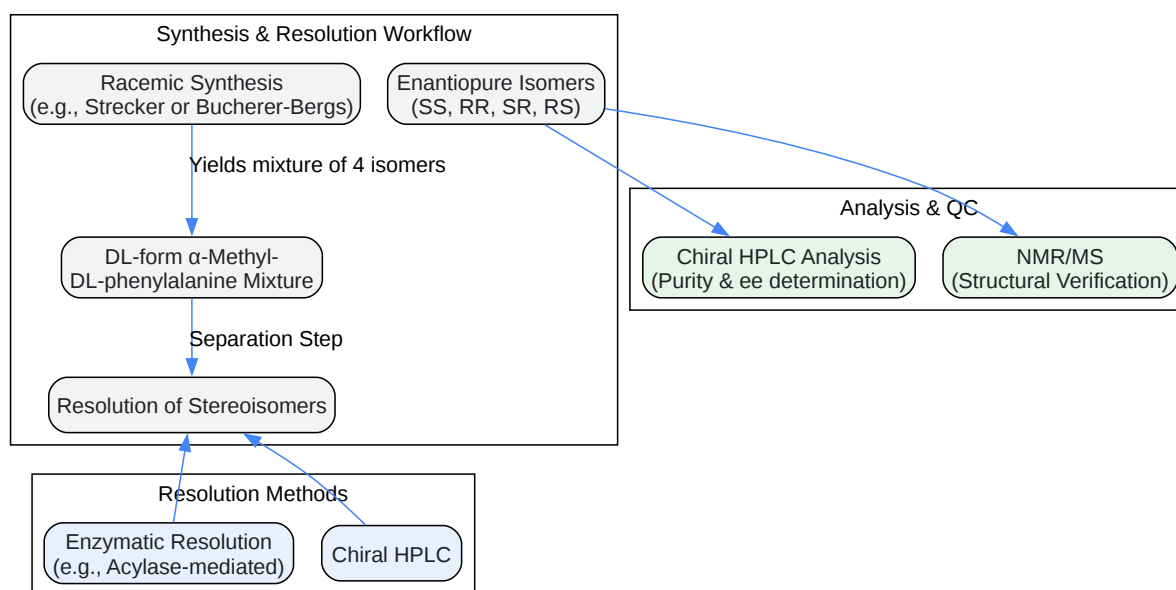 Synthesis & Resolution Workflow
Racemic Synthesis
(e.g., Strecker or Bucherer-Bergs)
Enantiopure Isomers
(SS, RR, SR, RS)
Yields mixture of 4 isomers
DL-form α-Methyl-
DL-phenylalanine Mixture
Separation Step
Resolution of Stereoisomers
Analysis & QC
Chiral HPLC Analysis
(Purity & ee determination)
NMR/MS
(Structural Verification)
Resolution Methods
Enzymatic Resolution
(e.g., Acylase-mediated)
Chiral HPLC